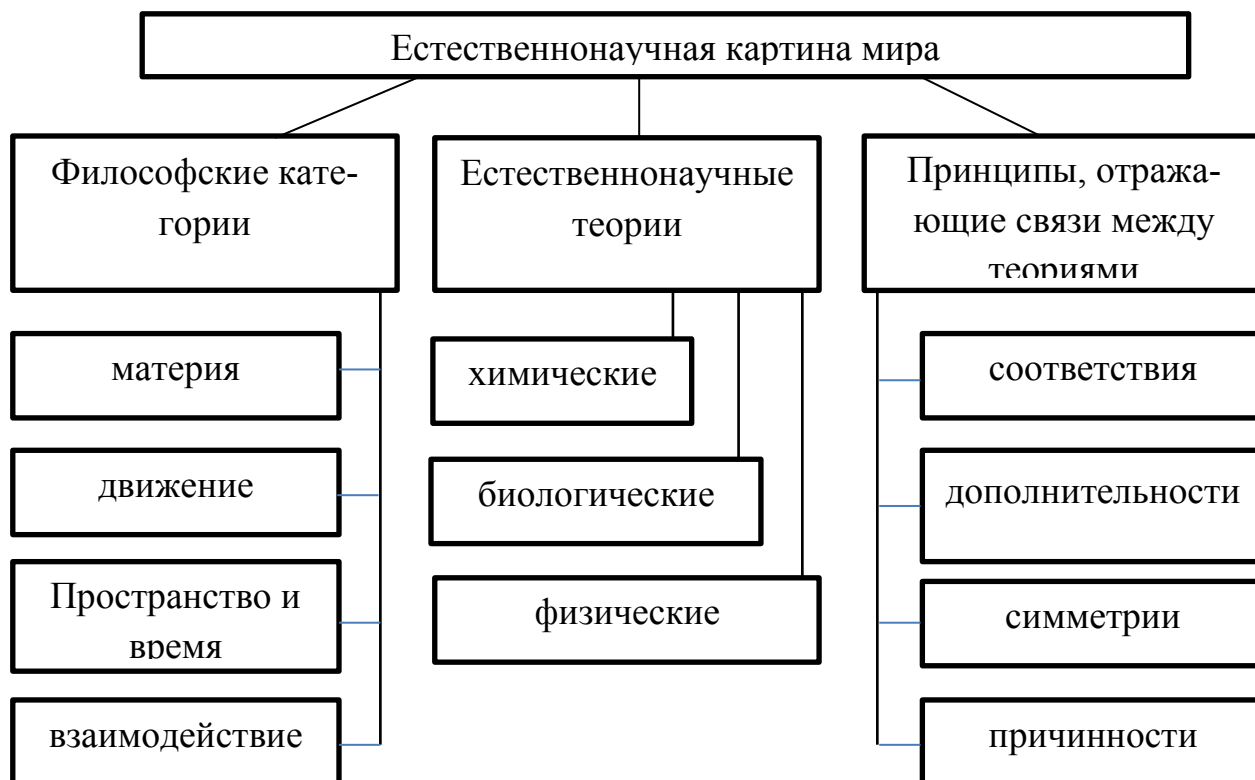 Естественнонаучная картина мира
Философские кате-
гории
Естественнонаучные
теории
Принципы, отража-
ющие связи между
теориями
материя
движение
Пространство и
время
взаимодействие
химические
биологические
физические
соответствия
дополнительности
симметрии
причинности